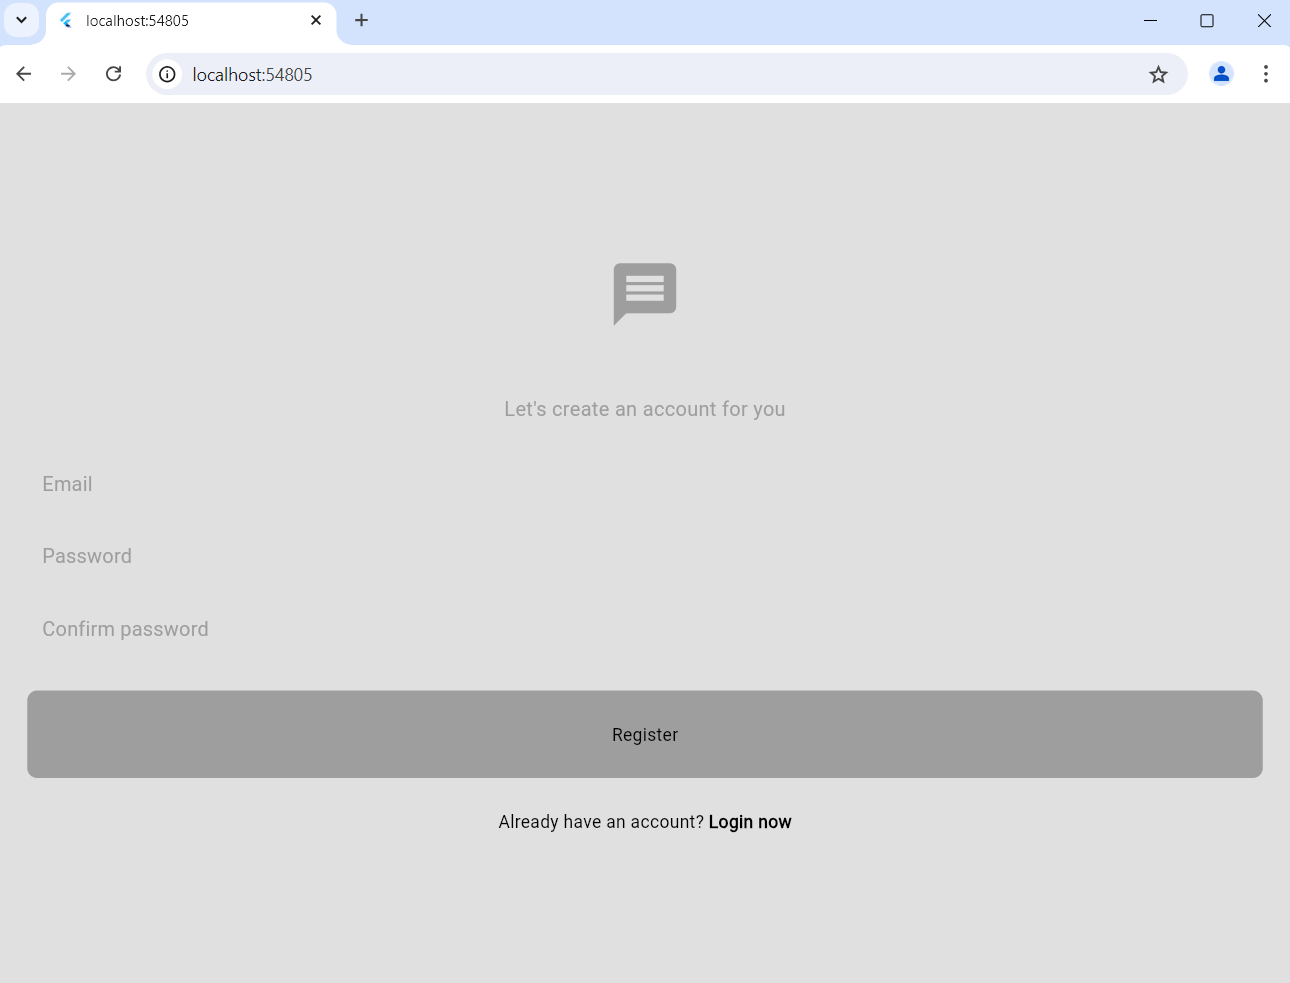 localhost:54805
localhost:54805
Let's create an account for you
Email
Password
Confirm password
Register
Already have an account? Login now